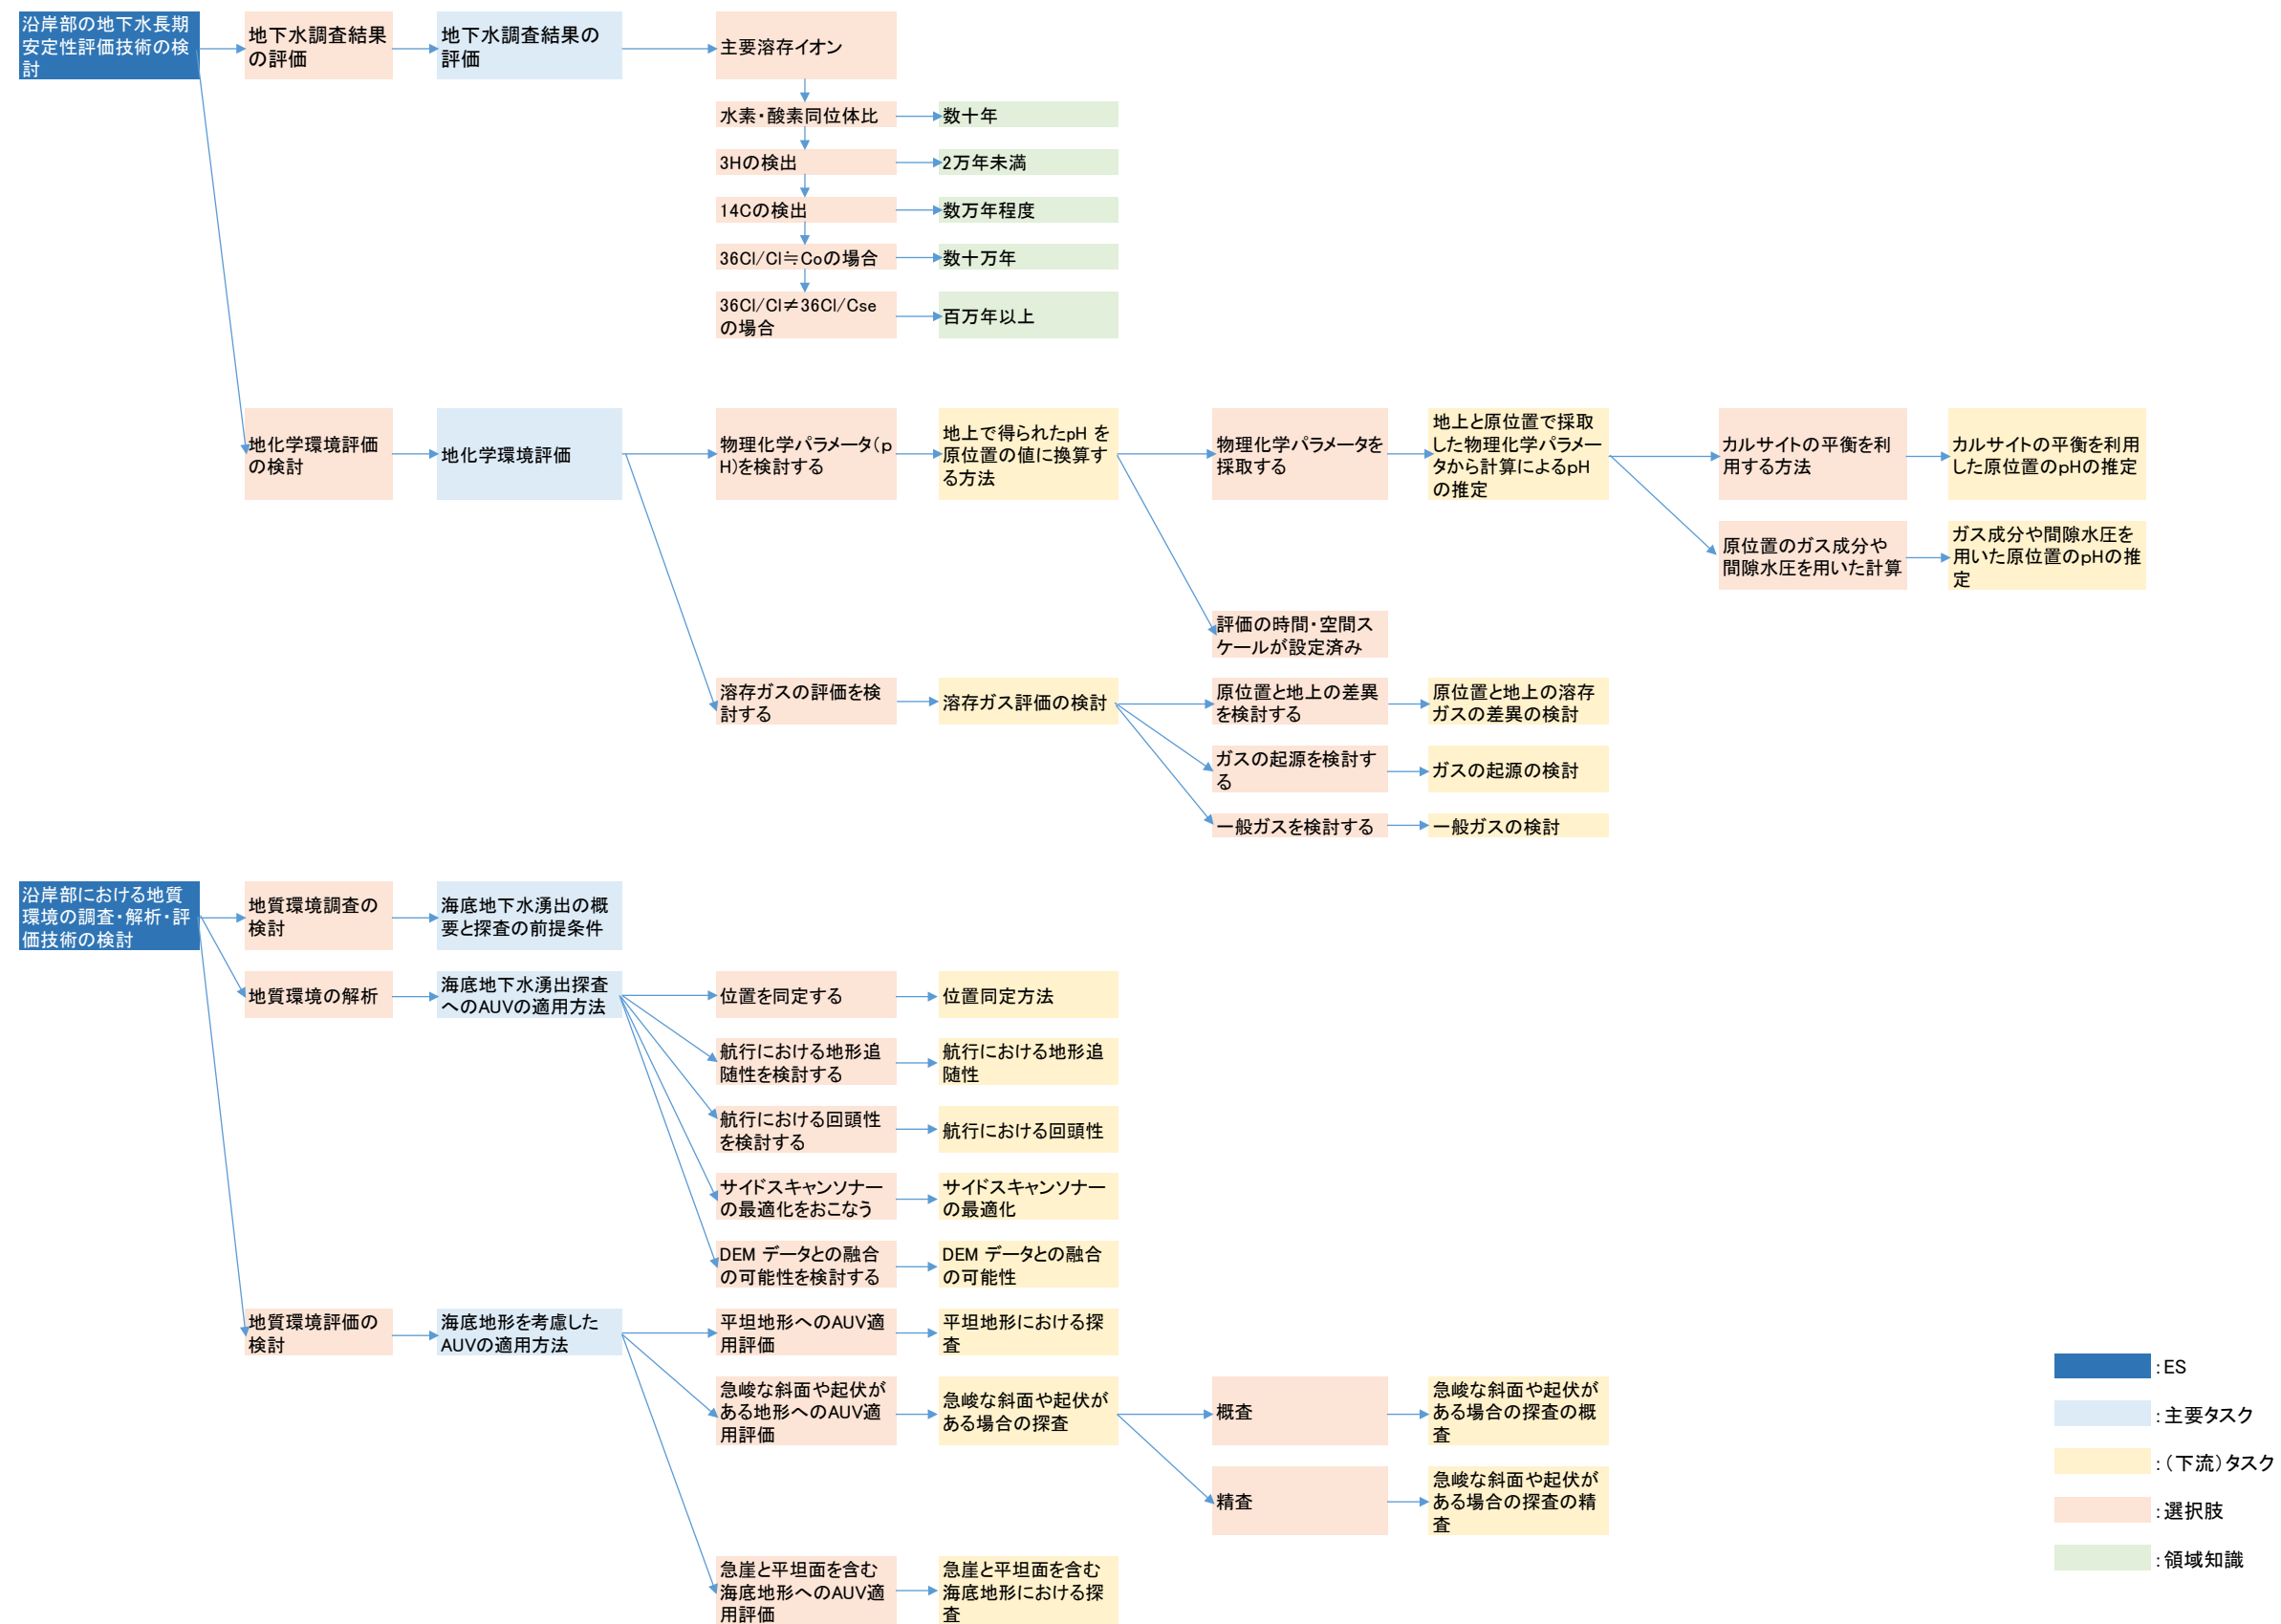 沿岸部の地下水長期
安定性評価技術の検
討
地下水調査結果
の評価
地下水調査結果の
評価
主要溶存イオン
水素・酸素同位体比
数十年
3Hの検出
2万年未満
14Cの検出
数万年程度
36Cl/Cl≒Coの場合
数十万年
36Cl/Cl≠36Cl/Cse
の場合
百万年以上
地化学環境評価
の検討
地化学環境評価
物理化学パラメータ(p
H)を検討する
地上で得られたpH を
原位置の値に換算す
る方法
物理化学パラメータを
採取する
地上と原位置で採取
した物理化学パラメー
タから計算によるpH
の推定
カルサイトの平衡を利
用する方法
カルサイトの平衡を利用
した原位置のpHの推定
原位置のガス成分や
間隙水圧を用いた計算
ガス成分や間隙水圧を
用いた原位置のpHの推
定
評価の時間・空間ス
ケールが設定済み
溶存ガスの評価を検
討する
溶存ガス評価の検討
原位置と地上の差異
を検討する
原位置と地上の溶存
ガスの差異の検討
ガスの起源を検討す
る
ガスの起源の検討
一般ガスを検討する
一般ガスの検討
沿岸部における地質
環境の調査・解析・評
価技術の検討
地質環境調査の
検討
海底地下水湧出の概
要と探査の前提条件
地質環境の解析
海底地下水湧出探査
へのAUVの適用方法
位置を同定する
位置同定方法
航行における地形追
随性を検討する
航行における地形追
随性
航行における回頭性
を検討する
航行における回頭性
サイドスキャンソナー
の最適化をおこなう
サイドスキャンソナー
の最適化
DEM データとの融合
の可能性を検討する
DEM データとの融合
の可能性
地質環境評価の
検討
海底地形を考慮した
AUVの適用方法
平坦地形へのAUV適
用評価
平坦地形における探
査
急峻な斜面や起伏が
ある地形へのAUV適
用評価
急峻な斜面や起伏が
ある場合の探査
概査
急峻な斜面や起伏が
ある場合の探査の概
査
精査
急峻な斜面や起伏が
ある場合の探査の精
査
急崖と平坦面を含む
海底地形へのAUV適
用評価
急崖と平坦面を含む
海底地形における探
査
:ES
:主要タスク
:(下流)タスク
:選択肢
:領域知識